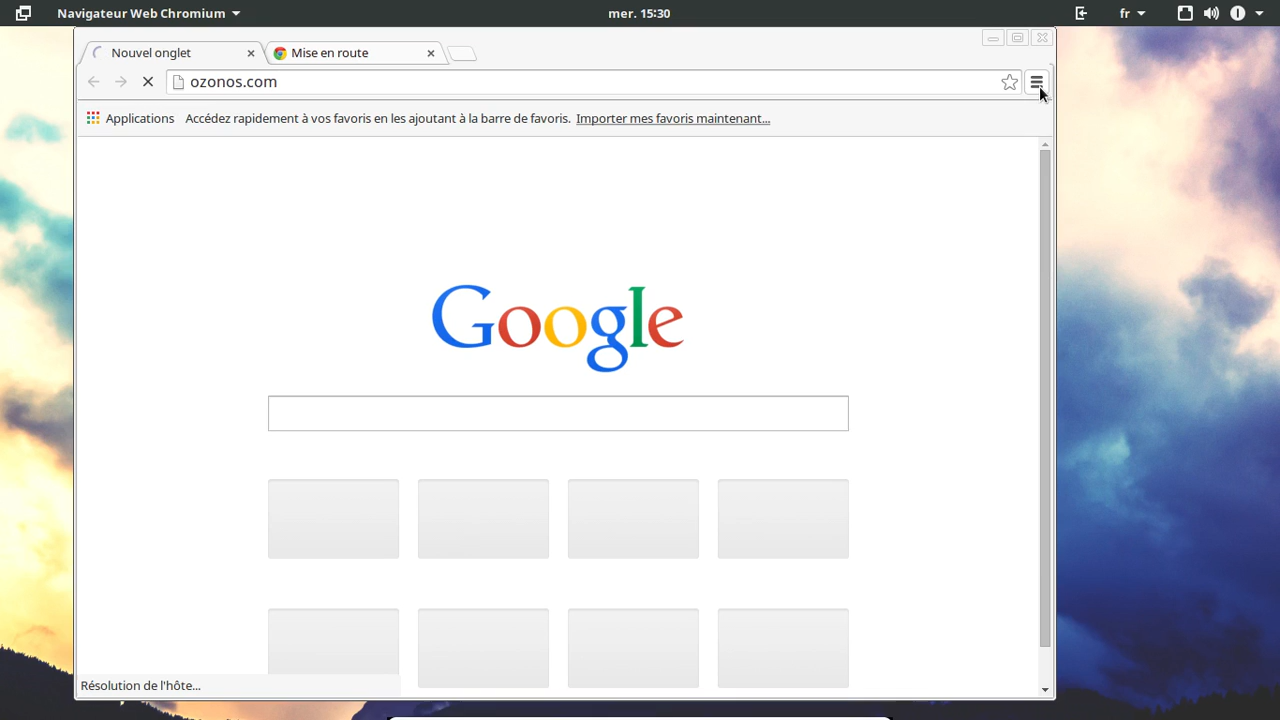 Navigateur Web Chromium
mer. 15:30
fr
Nouvel onglet
Mise en route
ozonos.com
Applications
Accédez rapidement à vos favoris en les ajoutant à la barre de favoris. Importer mes favoris maintenant...
Google
Résolution de l'hôte...